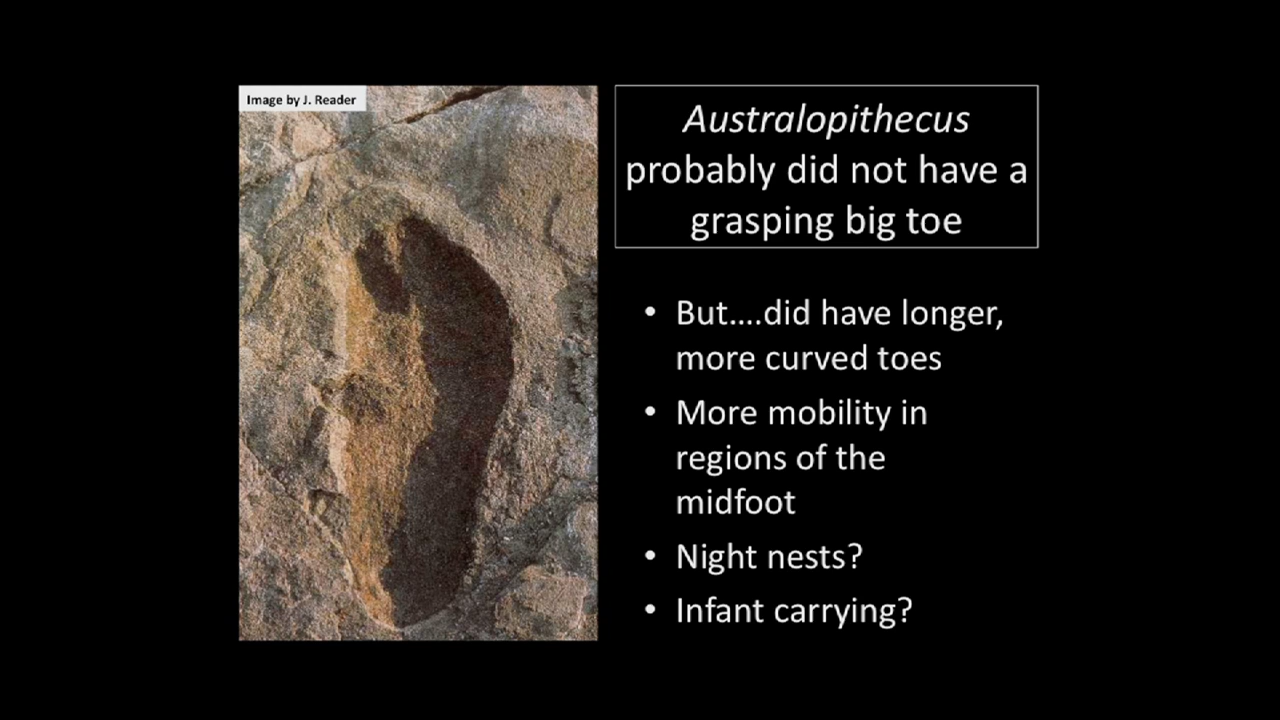 Image by J. Reader
Australopithecus
probably did not have a
grasping big toe
• But....did have longer,
more curved toes
• More mobility in
regions of the
midfoot
• Night nests?
• Infant carrying?